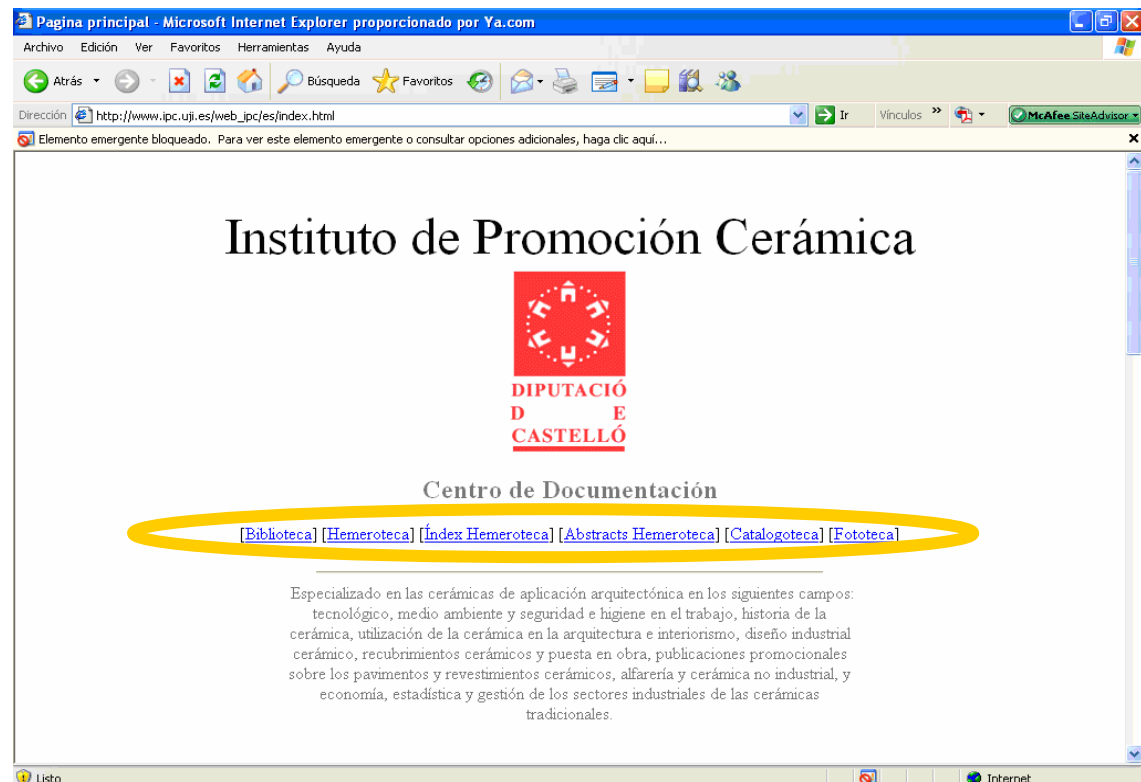 Pagina principal - Microsoft Internet Explorer proporcionado por Ya.com
Archivo Edición Ver Favoritos Herramientas Ayuda
Atrás Búsqueda Favoritos
Dirección http://www.ipc.uji.es/web_ipc/es/index.html Ir Vínculos » McAfee SiteAdvisor
Elemento emergente bloqueado. Para ver este elemento emergente o consultar opciones adicionales, haga clic aquí...
Instituto de Promoción Cerámica
DIPUTACIÓ
D E
CASTELLÓ
Centro de Documentación
[Biblioteca] [Hemeroteca] [Índex Hemeroteca] [Abstracts Hemeroteca] [Catalogoteca] [Fototeca]
Especializado en las cerámicas de aplicación arquitectónica en los siguientes campos:
tecnológico, medio ambiente y seguridad e higiene en el trabajo, historia de la
cerámica, utilización de la cerámica en la arquitectura e interiorismo, diseño industrial
cerámico, recubrimientos cerámicos y puesta en obra, publicaciones promocionales
sobre los pavimentos y revestimientos cerámicos, alfarería y cerámica no industrial, y
economía, estadística y gestión de los sectores industriales de las cerámicas
tradicionales.
Listo Internet